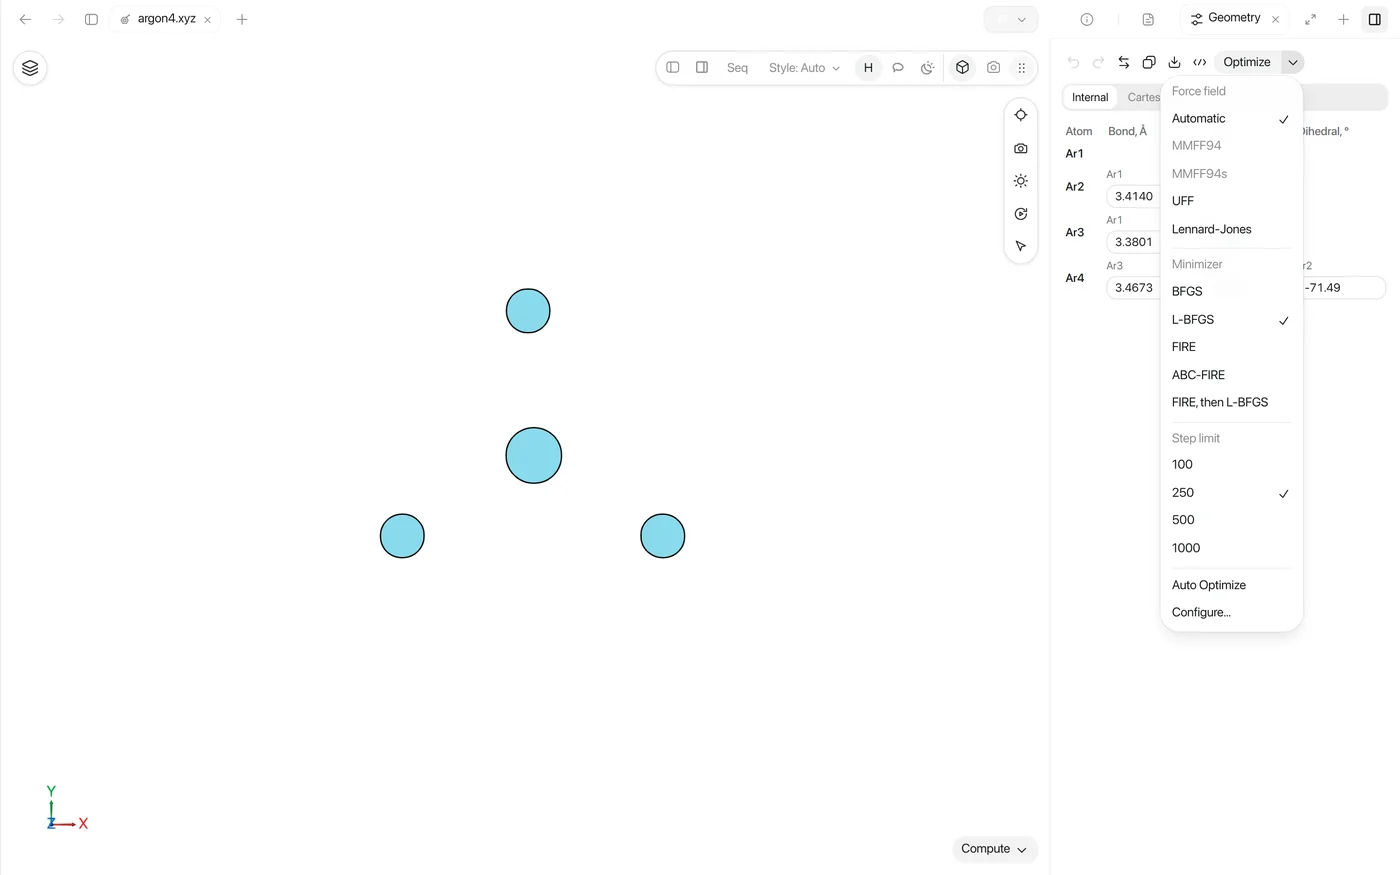 argon4.xyz
Geometry
Seq
Style: Auto
H
Optimize
Internal
Cartes
Force field
Automatic
MMFF94
MMFF94s
UFF
Lennard-Jones
Minimizer
BFGS
L-BFGS
FIRE
ABC-FIRE
FIRE, then L-BFGS
Step limit
100
250
500
1000
Auto Optimize
Configure...
Atom Bond, Å Dihedral, °
Ar1
Ar1
Ar2 3.4140
Ar1
Ar3 3.3801
Ar3 r2
Ar4 3.4673 -71.49
Y
Z X
Compute